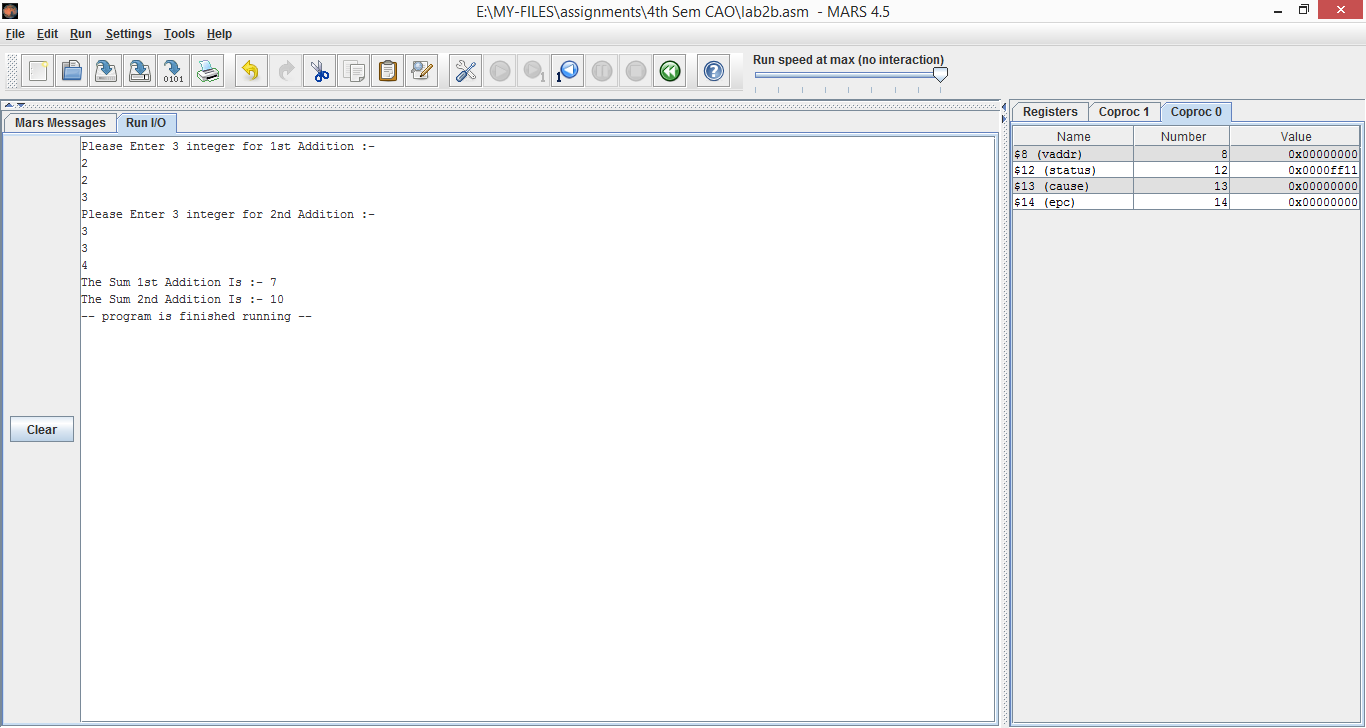 E:\MY-FILES\assignments\4th Sem CAO\lab2b.asm - MARS 4.5
File Edit Run Settings Tools Help
Run speed at max (no interaction)
0101
1
1
Mars Messages Run I/O
Please Enter 3 integer for 1st Addition :-
2
2
3
Please Enter 3 integer for 2nd Addition :-
3
3
4
The Sum 1st Addition Is :- 7
The Sum 2nd Addition Is :- 10
-- program is finished running --
Clear
Registers Coproc 1 Coproc 0
Name Number Value
$8 (vaddr) 8 0x00000000
$12 (status) 12 0x0000ff11
$13 (cause) 13 0x00000000
$14 (epc) 14 0x00000000